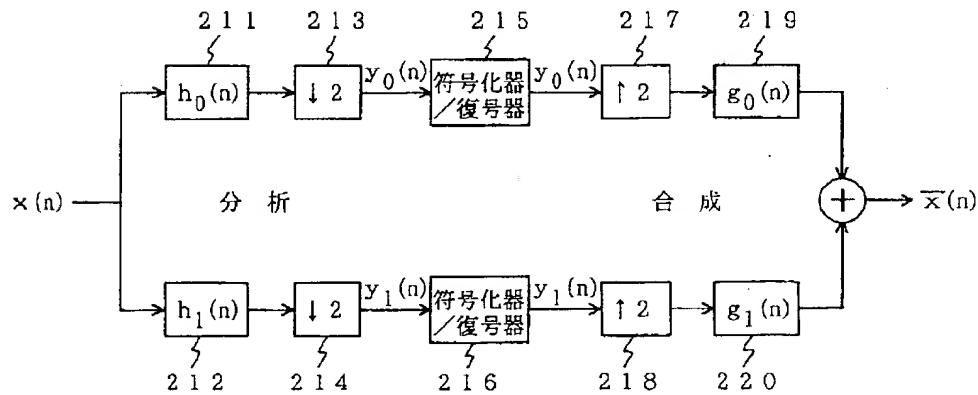 211 213 215 217 219
h0(n) ↓2 y0(n) 符号化器/復号器 y0(n) ↑2 g0(n)
x(n) 分析 合成 + x̄(n)
h1(n) ↓2 y1(n) 符号化器/復号器 y1(n) ↑2 g1(n)
212 214 216 218 220